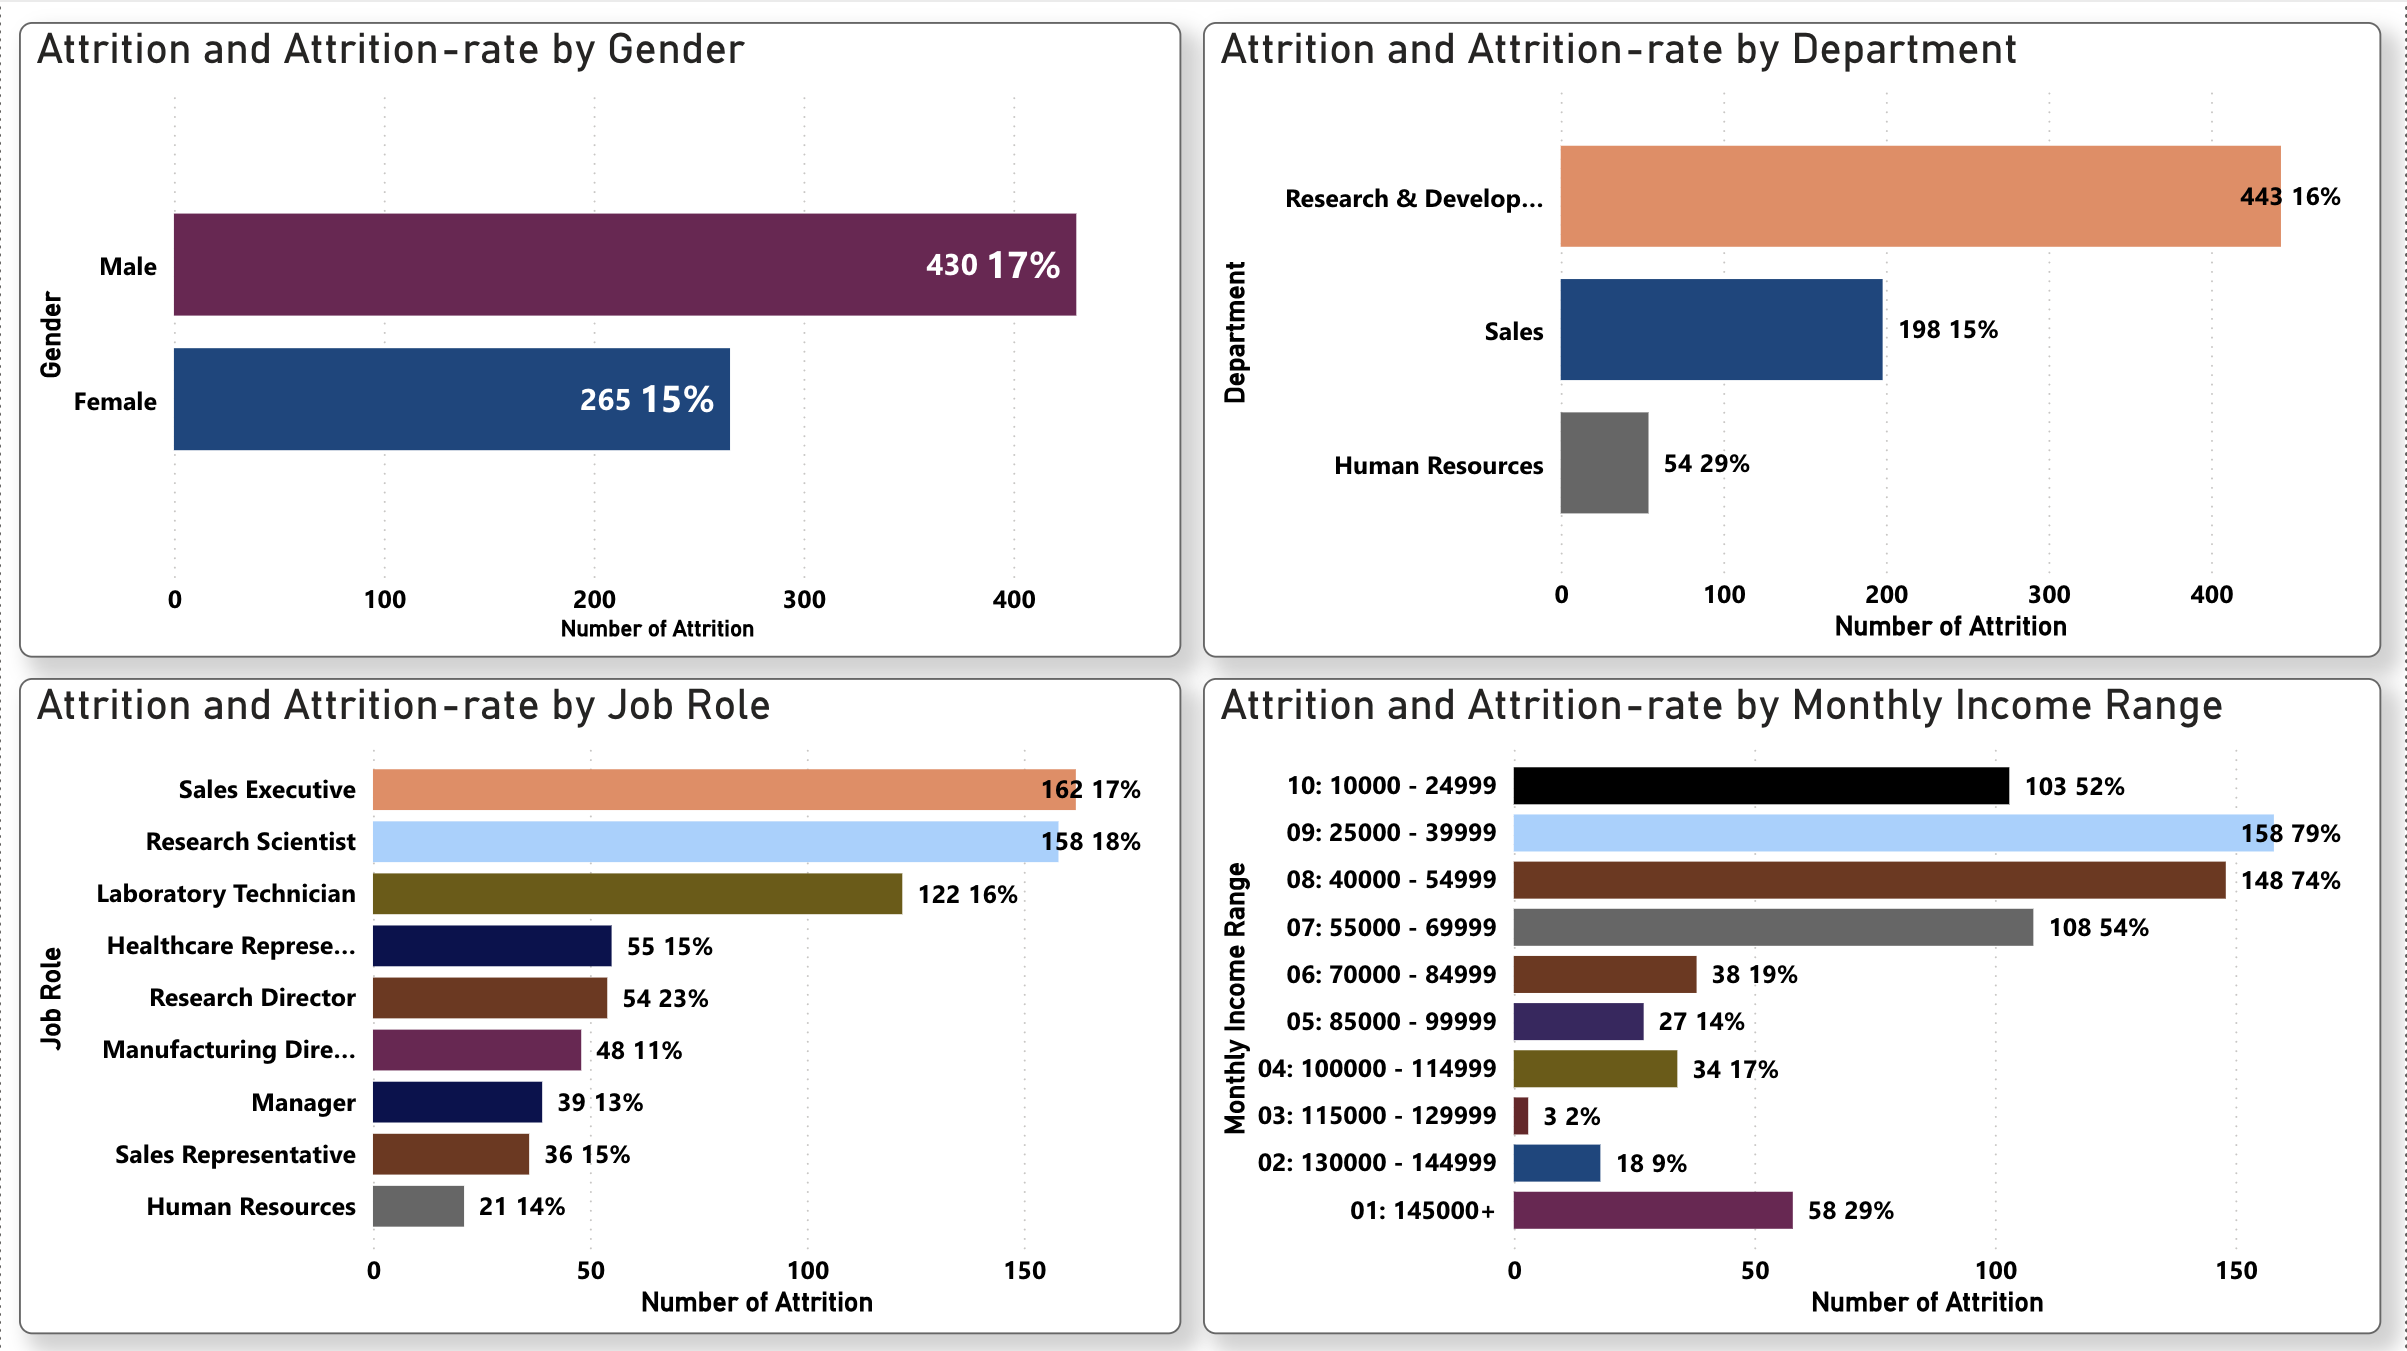 Attrition and Attrition-rate by Gender
Gender
Male
430 17%
Female
265 15%
0 100 200 300 400
Number of Attrition
Attrition and Attrition-rate by Department
Department
Research & Develop...
443 16%
Sales
198 15%
Human Resources
54 29%
0 100 200 300 400
Number of Attrition
Attrition and Attrition-rate by Job Role
Job Role
Sales Executive
162 17%
Research Scientist
158 18%
Laboratory Technician
122 16%
Healthcare Represe...
55 15%
Research Director
54 23%
Manufacturing Dire...
48 11%
Manager
39 13%
Sales Representative
36 15%
Human Resources
21 14%
0 50 100 150
Number of Attrition
Attrition and Attrition-rate by Monthly Income Range
Monthly Income Range
10: 10000 - 24999
103 52%
09: 25000 - 39999
158 79%
08: 40000 - 54999
148 74%
07: 55000 - 69999
108 54%
06: 70000 - 84999
38 19%
05: 85000 - 99999
27 14%
04: 100000 - 114999
34 17%
03: 115000 - 129999
3 2%
02: 130000 - 144999
18 9%
01: 145000+
58 29%
0 50 100 150
Number of Attrition